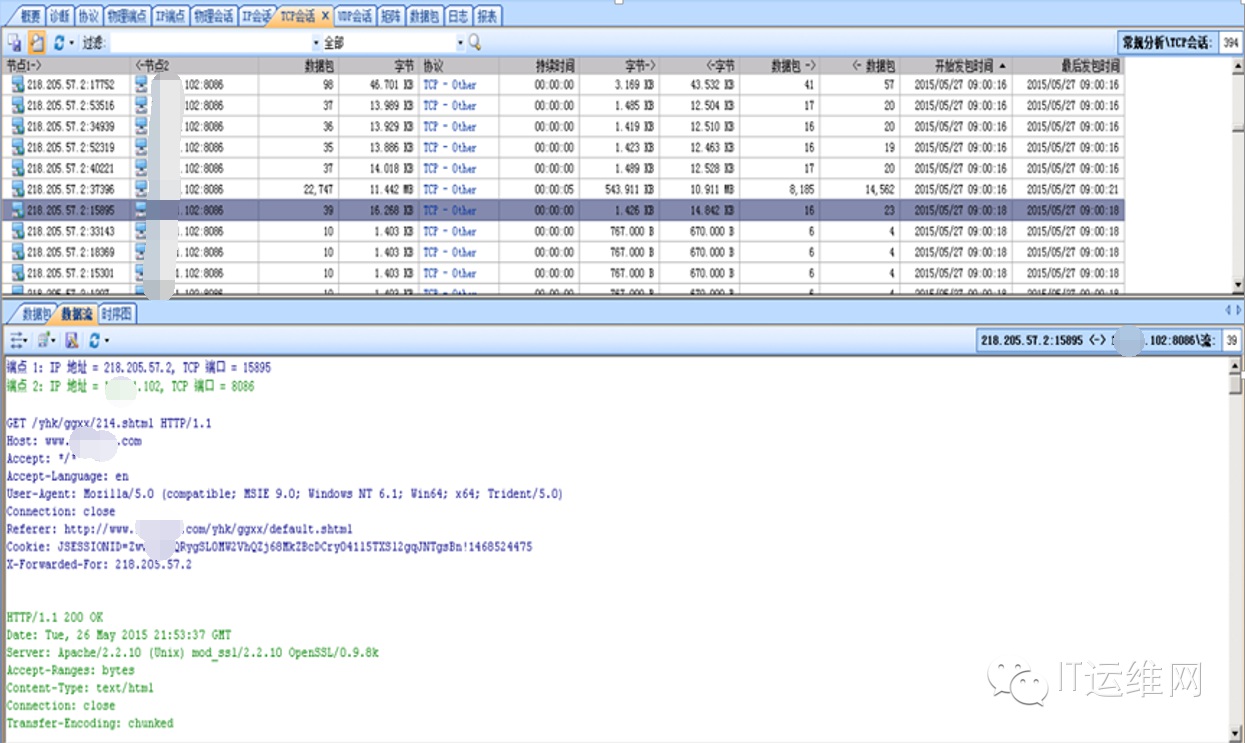 概要 诊断 协议 物理端点 IP端点 物理会话 IP会话 TCP会话 UDP会话 矩阵 数据包 日志 报表
过滤: 全部 常规分析\TCP会话: 394
节点1-> <-节点2 数据包 字节 协议 持续时间 字节-> <-字节 数据包 -> <- 数据包 开始发包时间 最后发包时间
218.205.57.2:17752 .102:8086 98 46.701 KB TCP - Other 00:00:00 3.169 KB 43.532 KB 41 57 2015/05/27 09:00:16 2015/05/27 09:00:16
218.205.57.2:53516 .102:8086 37 13.989 KB TCP - Other 00:00:00 1.485 KB 12.504 KB 17 20 2015/05/27 09:00:16 2015/05/27 09:00:16
218.205.57.2:34939 .102:8086 36 13.929 KB TCP - Other 00:00:00 1.419 KB 12.510 KB 16 20 2015/05/27 09:00:16 2015/05/27 09:00:16
218.205.57.2:52319 .102:8086 35 13.886 KB TCP - Other 00:00:00 1.423 KB 12.463 KB 16 19 2015/05/27 09:00:16 2015/05/27 09:00:16
218.205.57.2:40221 .102:8086 37 14.018 KB TCP - Other 00:00:00 1.489 KB 12.528 KB 17 20 2015/05/27 09:00:16 2015/05/27 09:00:16
218.205.57.2:37396 .102:8086 22,747 11.442 MB TCP - Other 00:00:05 543.911 KB 10.911 MB 8,185 14,562 2015/05/27 09:00:16 2015/05/27 09:00:21
218.205.57.2:15895 .102:8086 39 16.268 KB TCP - Other 00:00:00 1.426 KB 14.842 KB 16 23 2015/05/27 09:00:18 2015/05/27 09:00:18
218.205.57.2:33143 .102:8086 10 1.403 KB TCP - Other 00:00:00 767.000 B 670.000 B 6 4 2015/05/27 09:00:18 2015/05/27 09:00:18
218.205.57.2:18369 .102:8086 10 1.403 KB TCP - Other 00:00:00 767.000 B 670.000 B 6 4 2015/05/27 09:00:18 2015/05/27 09:00:18
218.205.57.2:15301 .102:8086 10 1.403 KB TCP - Other 00:00:00 767.000 B 670.000 B 6 4 2015/05/27 09:00:18 2015/05/27 09:00:18
数据包 数据流 时序图
218.205.57.2:15895 <-> .102:8086\流: 39
端点 1: IP 地址 = 218.205.57.2, TCP 端口 = 15895
端点 2: IP 地址 = .102, TCP 端口 = 8086
GET /yhk/ggxx/214.shtml HTTP/1.1
Host: www. .com
Accept: */*
Accept-Language: en
User-Agent: Mozilla/5.0 (compatible; MSIE 9.0; Windows NT 6.1; Win64; x64; Trident/5.0)
Connection: close
Referer: http://www. .com/yhk/ggxx/default.shtml
Cookie: JSESSIONID=
X-Forwarded-For: 218.205.57.2
HTTP/1.1 200 OK
Date: Tue, 26 May 2015 21:53:37 GMT
Server: Apache/2.2.10 (Unix) mod_ssl/2.2.10 OpenSSL/0.9.8k
Accept-Ranges: bytes
Content-Type: text/html
Connection: close
Transfer-Encoding: chunked
IT运维网